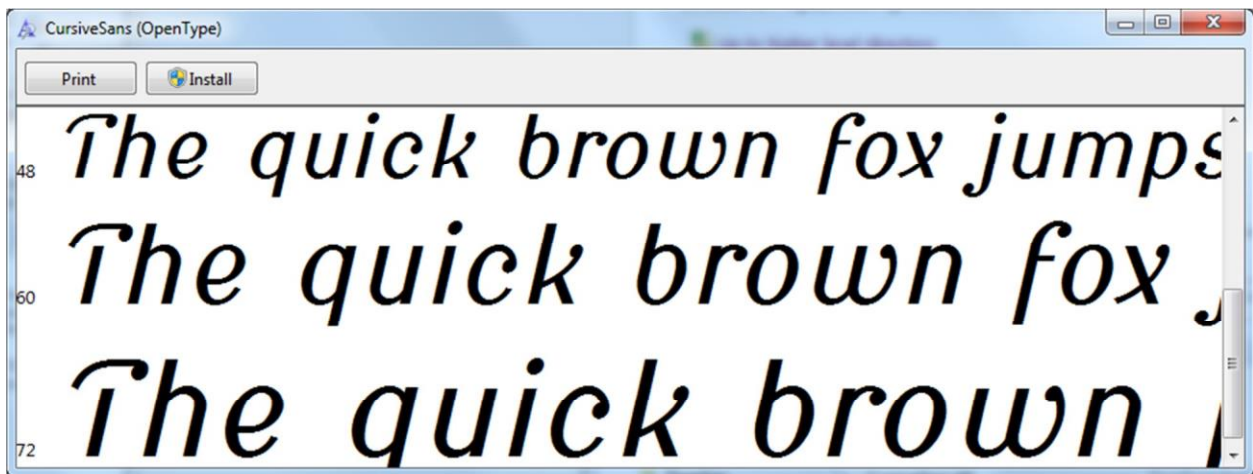 CursiveSans (OpenType)
Print Install
48 The quick brown fox jumps
60 The quick brown fox
72 The quick brown